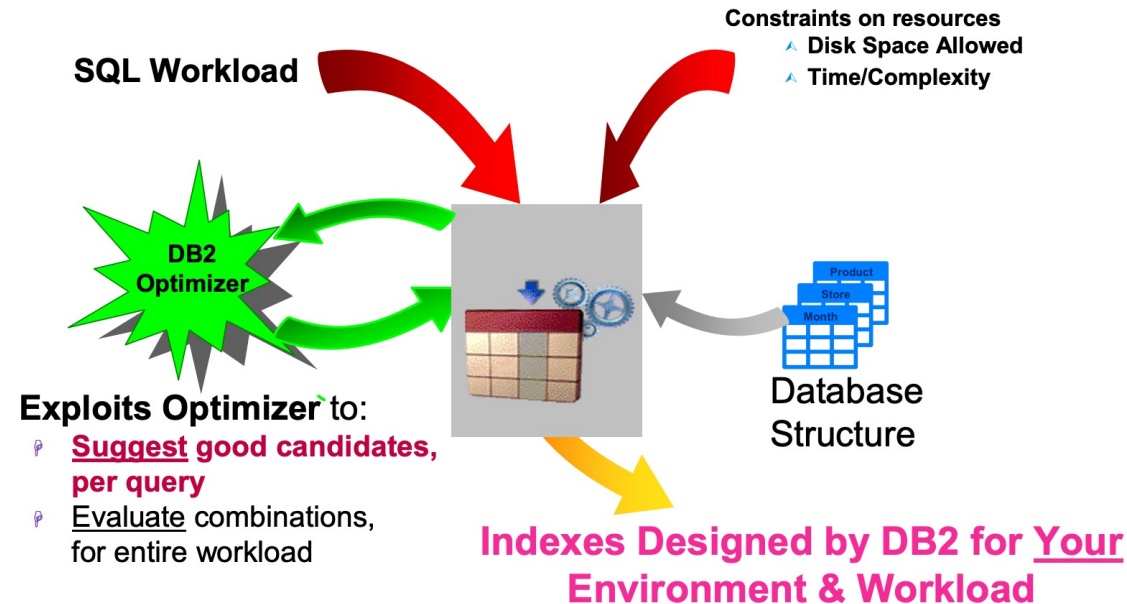 Constraints on resources
Disk Space Allowed
Time/Complexity
SQL Workload
DB2
Optimizer
Product
Store
Month
Database
Structure
Exploits Optimizer` to:
Suggest good candidates,
per query
Evaluate combinations,
for entire workload
Indexes Designed by DB2 for Your
Environment & Workload